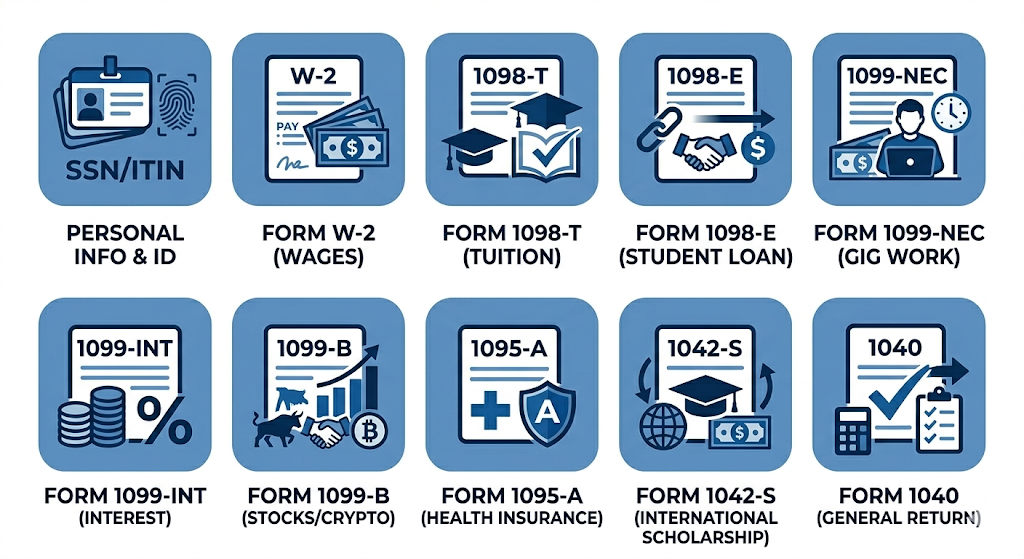 SSN/ITIN
PERSONAL
INFO & ID
W-2
PAY
$
FORM W-2
(WAGES)
1098-T
FORM 1098-T
(TUITION)
1098-E
$
FORM 1098-E
(STUDENT LOAN)
1099-NEC
$
FORM 1099-NEC
(GIG WORK)
1099-INT
%
FORM 1099-INT
(INTEREST)
1099-B
₿
FORM 1099-B
(STOCKS/CRYPTO)
1095-A
A
FORM 1095-A
(HEALTH INSURANCE)
1042-S
$
FORM 1042-S
(INTERNATIONAL
SCHOLARSHIP)
1040
FORM 1040
(GENERAL RETURN)